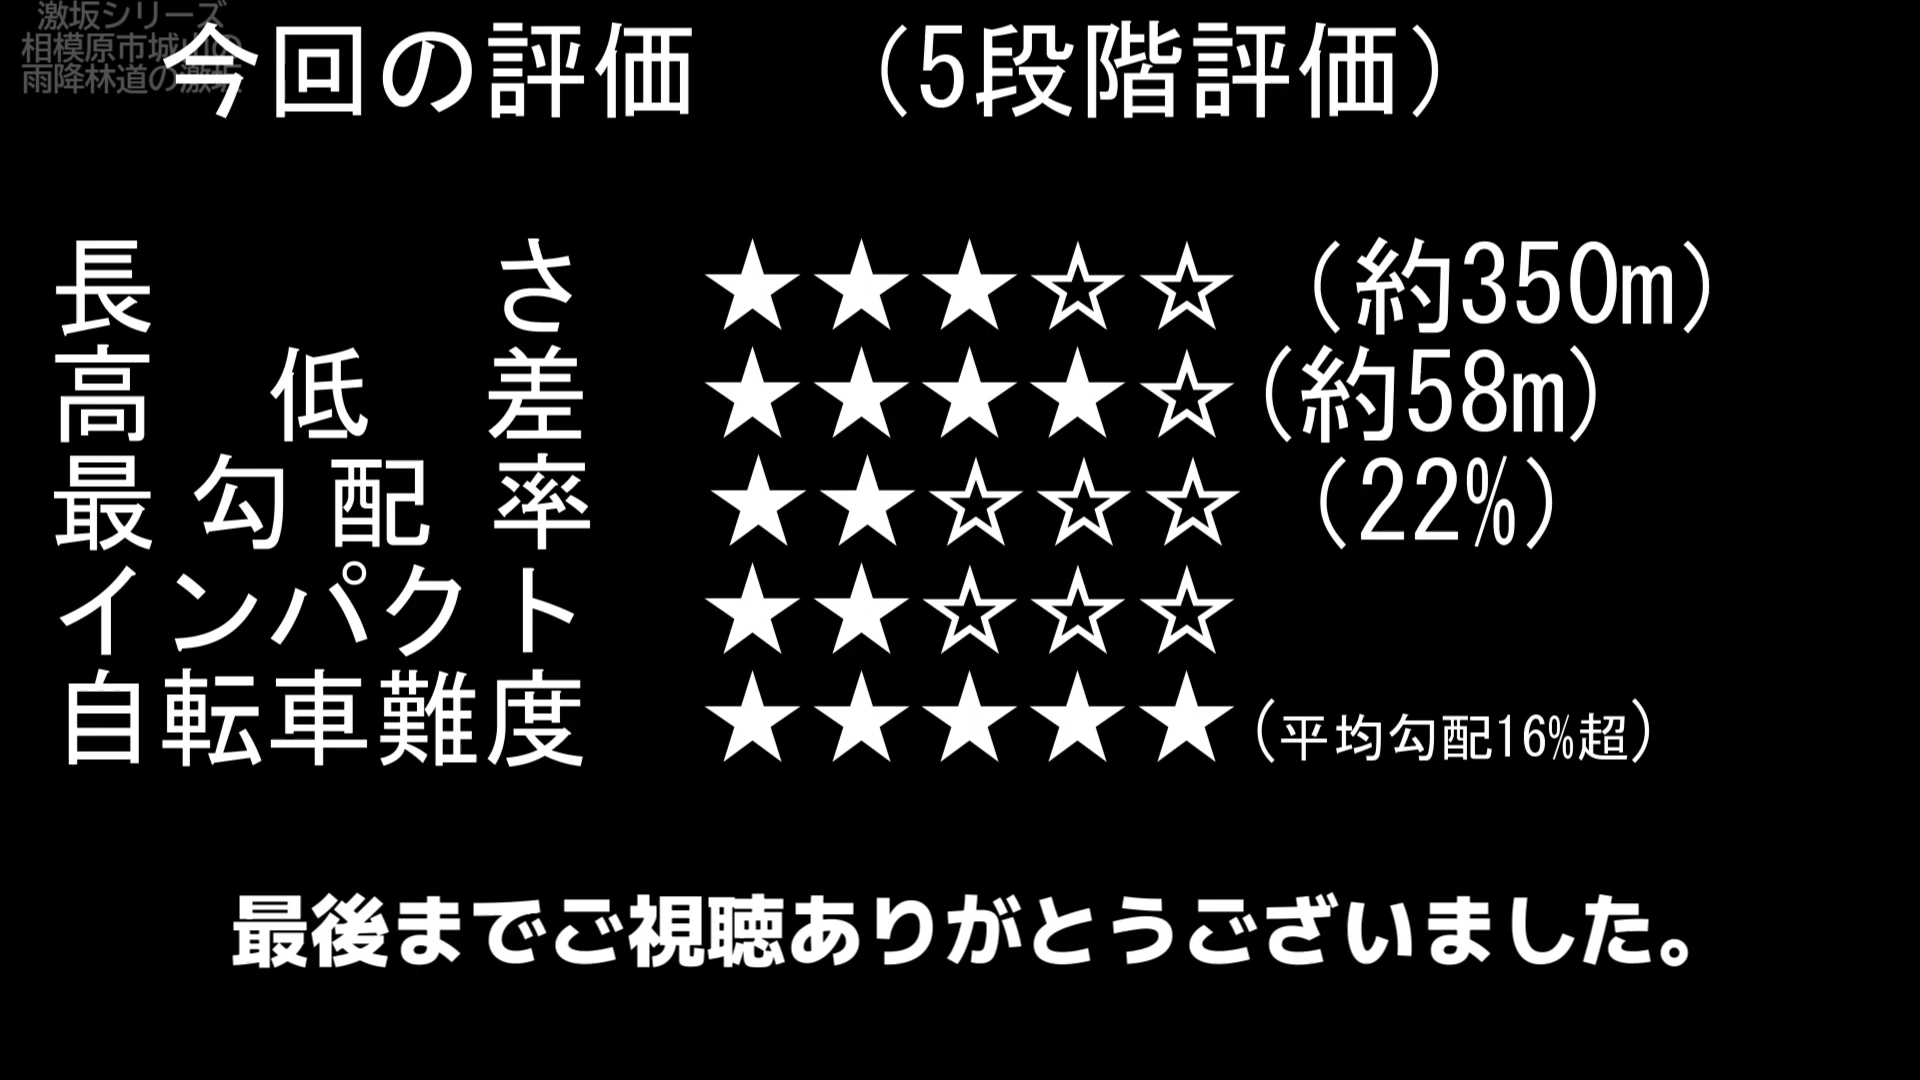 激坂シリーズ
相模原市城山の
雨降林道の激坂
今回の評価　（5段階評価）
長さ ★★★☆☆（約350m）
高低差 ★★★★☆（約58m）
最勾配率 ★★☆☆☆（22%）
インパクト ★★☆☆☆
自転車難度 ★★★★★（平均勾配16%超）
最後までご視聴ありがとうございました。